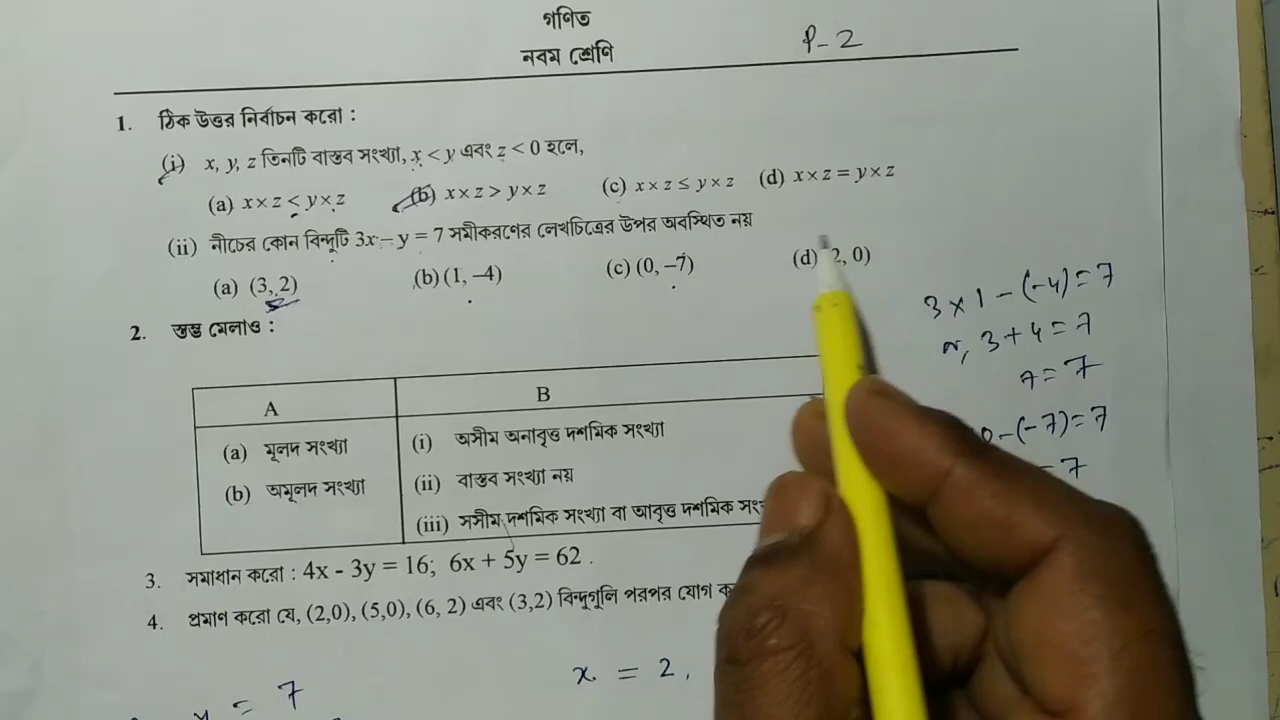 গণিত
নবম শ্রেণি P-2
1. ঠিক উত্তর নির্বাচন করো :
(i) x, y, z তিনটি বাস্তব সংখ্যা, x < y এবং z < 0 হলে,
(a) x × z < y × z (b) x × z > y × z (c) x × z ≤ y × z (d) x × z = y × z
(ii) নীচের কোন বিন্দুটি 3x – y = 7 সমীকরণের লেখচিত্রের উপর অবস্থিত নয়
(a) (3, 2) (b) (1, –4) (c) (0, –7) (d) 2, 0)
3 × 1 – (–4) = 7
বা, 3 + 4 = 7
7 = 7
0 – (–7) = 7
= 7
2. স্তম্ভ মেলাও :
A B
(a) মূলদ সংখ্যা (i) অসীম অনাবৃত্ত দশমিক সংখ্যা
(b) অমূলদ সংখ্যা (ii) বাস্তব সংখ্যা নয়
(iii) সসীম দশমিক সংখ্যা বা আবৃত্ত দশমিক
3. সমাধান করো : 4x - 3y = 16; 6x + 5y = 62 .
4. প্রমাণ করো যে, (2,0), (5,0), (6, 2) এবং (3,2) বিন্দুগুলি পরপর যোগ
x = 2,
y = 7